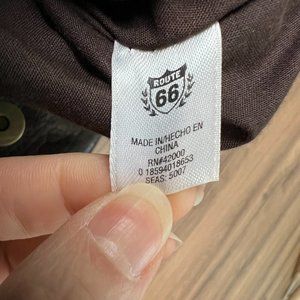 ROUTE
66
MADE IN/HECHO EN
CHINA
RN#42000
0 18594018653
SEAS: 5007